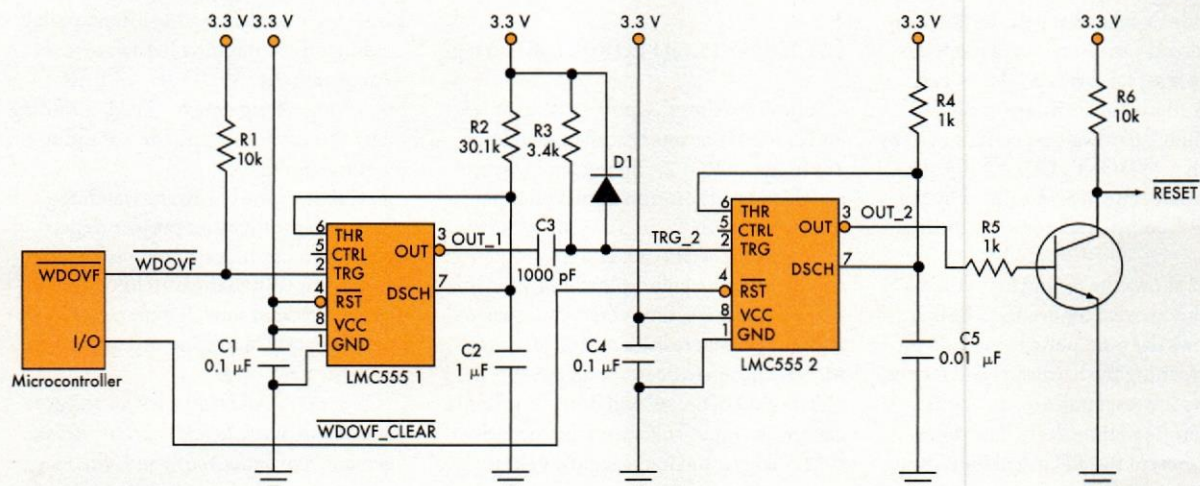 3.3 V 3.3 V 3.3 V 3.3 V 3.3 V 3.3 V
R1
10k
R2
30.1k
R3
3.4k
D1
R4
1k
R6
10k
RESET
WDOVF
I/O
Microcontroller
WDOVF
6 THR
5 CTRL
2 TRG
4 RST
8 VCC
1 GND
OUT 3
DSCH 7
LMC555 1
OUT_1
C3
1000 pF
TRG_2
6 THR
5 CTRL
2 TRG
4 RST
8 VCC
1 GND
OUT 3
DSCH 7
LMC555 2
OUT_2
R5
1k
C1
0.1 µF
C2
1 µF
C4
0.1 µF
C5
0.01 µF
WDOVF_CLEAR